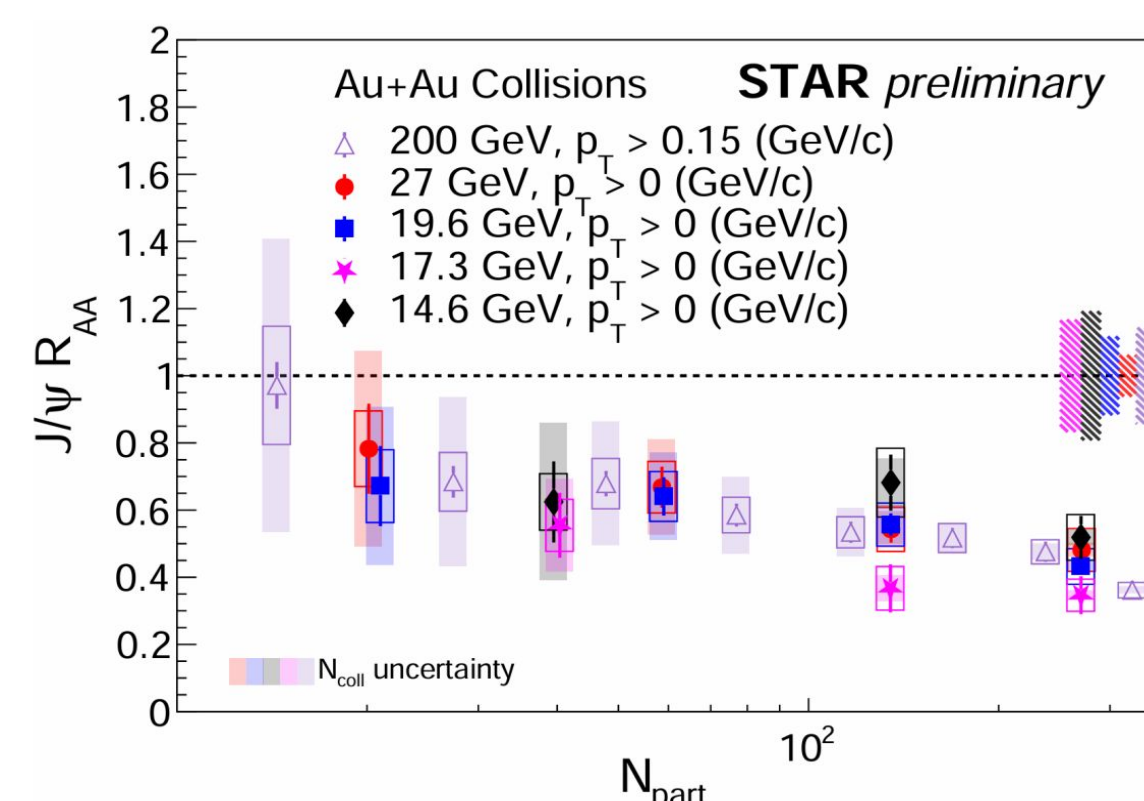 2
Au+Au Collisions STAR preliminary
1.8
200 GeV, p_T > 0.15 (GeV/c)
1.6
27 GeV, p_T > 0 (GeV/c)
19.6 GeV, p_T > 0 (GeV/c)
1.4
17.3 GeV, p_T > 0 (GeV/c)
1.2
14.6 GeV, p_T > 0 (GeV/c)
J/ψ R_AA
1
0.8
0.6
0.4
0.2
N_coll uncertainty
0
10²
N_part